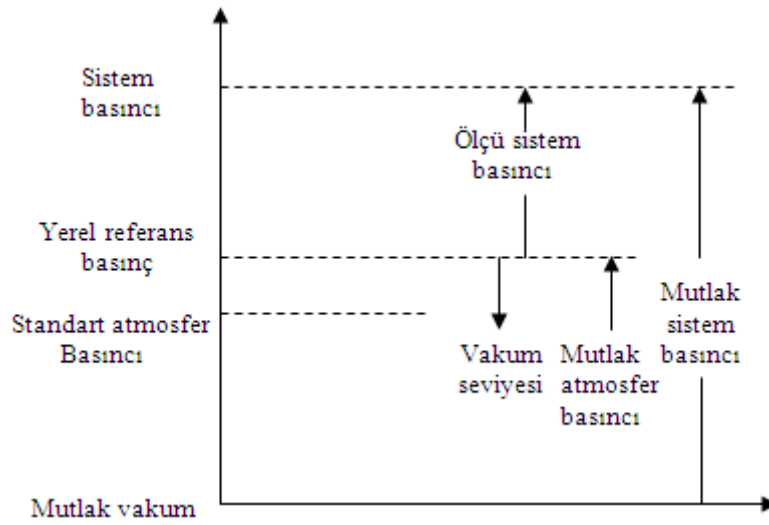 Sistem
basıncı
Ölçü sistem
basıncı
Yerel referans
basınç
Standart atmosfer
Basıncı
Vakum
seviyesi
Mutlak
atmosfer
basıncı
Mutlak
sistem
basıncı
Mutlak vakum